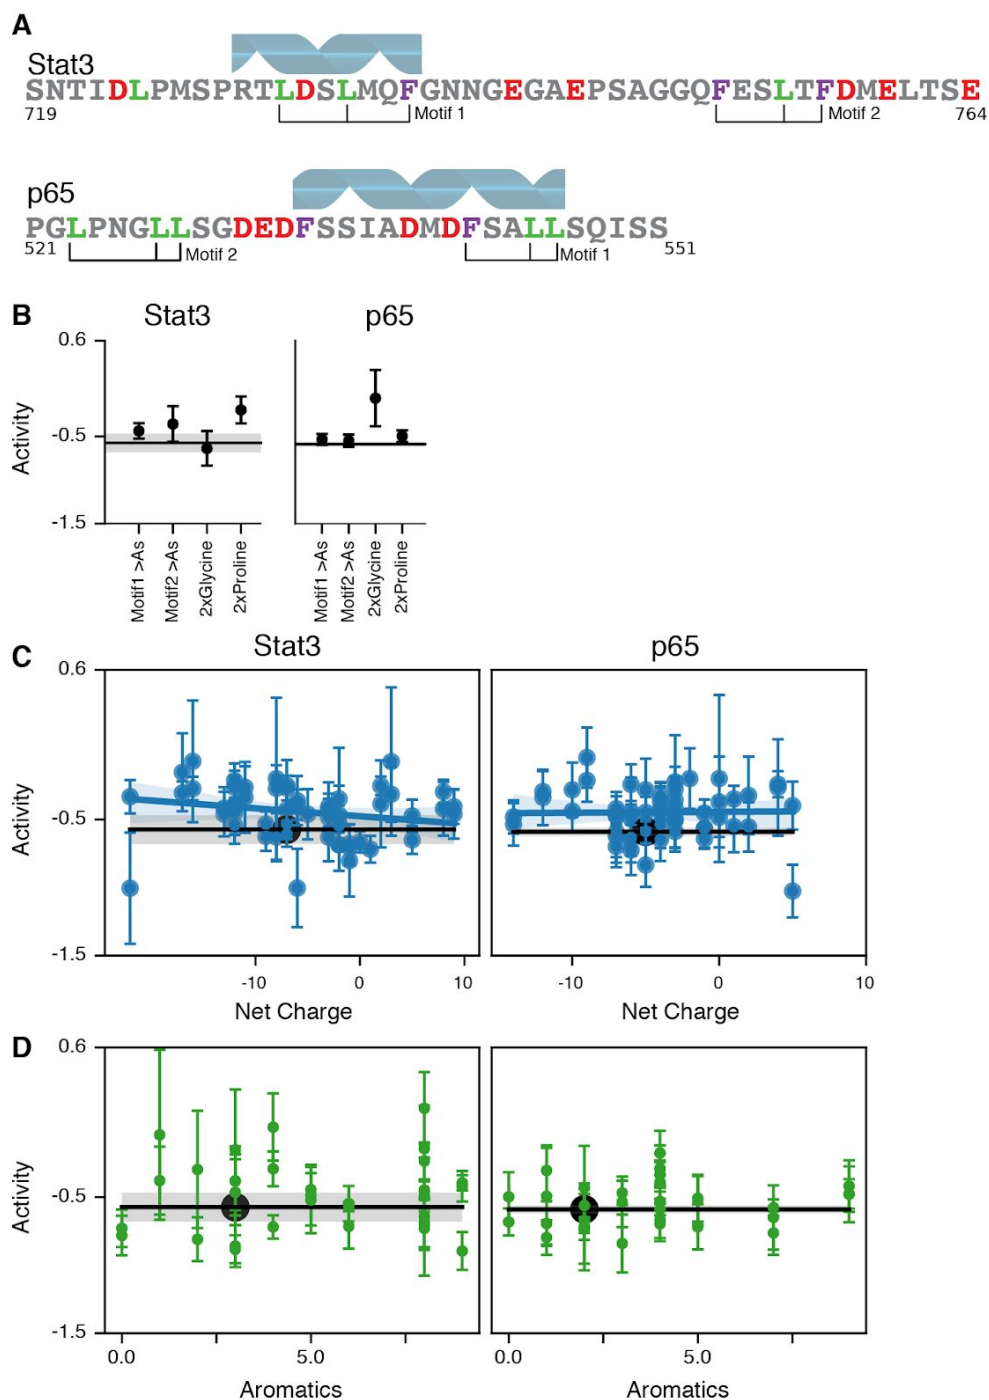 A
Stat3
SNTIDLPMSPRTLDSLMQFGNNGEGAEPSAGGQFESLTFDMELTSE
719 Motif 1 Motif 2 764
p65
PGLPNGLLSGDEDFSSIADMDFSALLSQISS
521 Motif 2 Motif 1 551
B
Stat3 p65
0.6
-0.5
-1.5
Activity
Motif1 >As
Motif2 >As
2xGlycine
2xProline
Motif1 >As
Motif2 >As
2xGlycine
2xProline
C
Stat3 p65
0.6
-0.5
-1.5
Activity
-10 0 10 -10 0 10
Net Charge Net Charge
D
0.6
-0.5
-1.5
Activity
0.0 5.0 0.0 5.0
Aromatics Aromatics